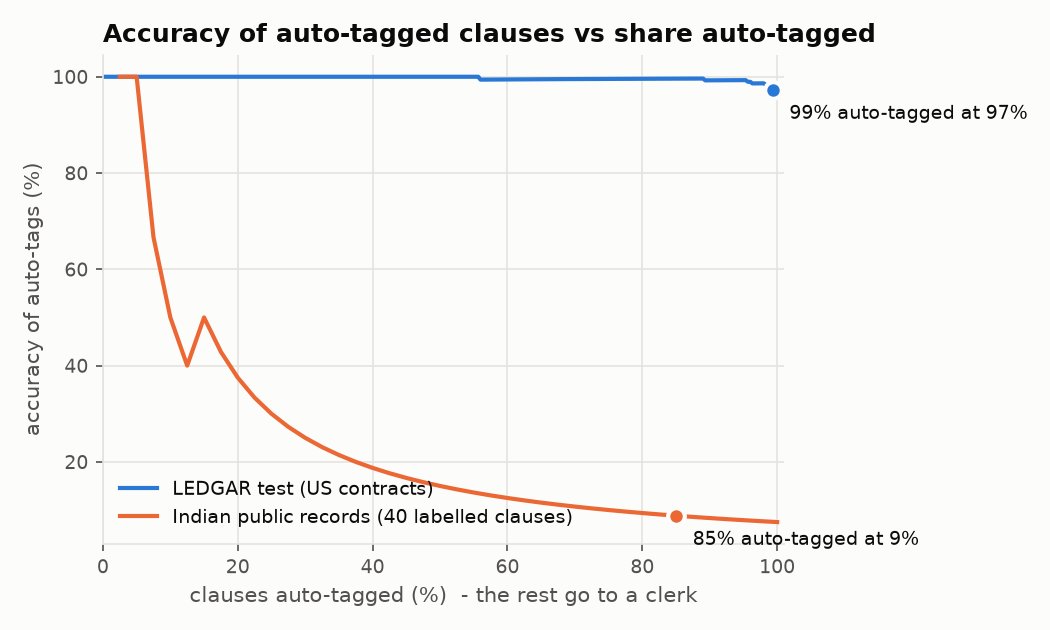 Accuracy of auto-tagged clauses vs share auto-tagged
accuracy of auto-tags (%)
100
80
60
40
20
99% auto-tagged at 97%
LEDGAR test (US contracts)
Indian public records (40 labelled clauses)
85% auto-tagged at 9%
0 20 40 60 80 100
clauses auto-tagged (%) - the rest go to a clerk